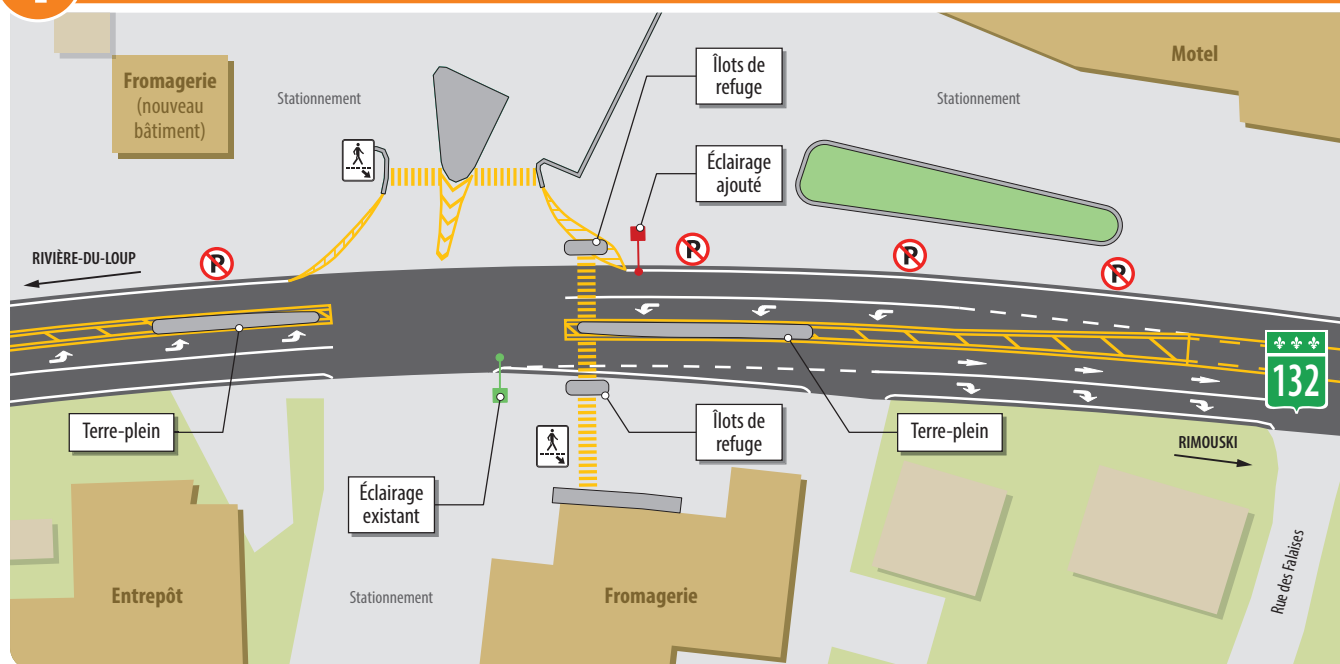 Fromagerie
(nouveau
bâtiment)
Stationnement
Îlots de
refuge
Stationnement
Motel
Éclairage
ajouté
RIVIÈRE-DU-LOUP
P
P
P
P
132
Terre-plein
Îlots de
refuge
Terre-plein
RIMOUSKI
Éclairage
existant
Entrepôt
Stationnement
Fromagerie
Rue des Falaises